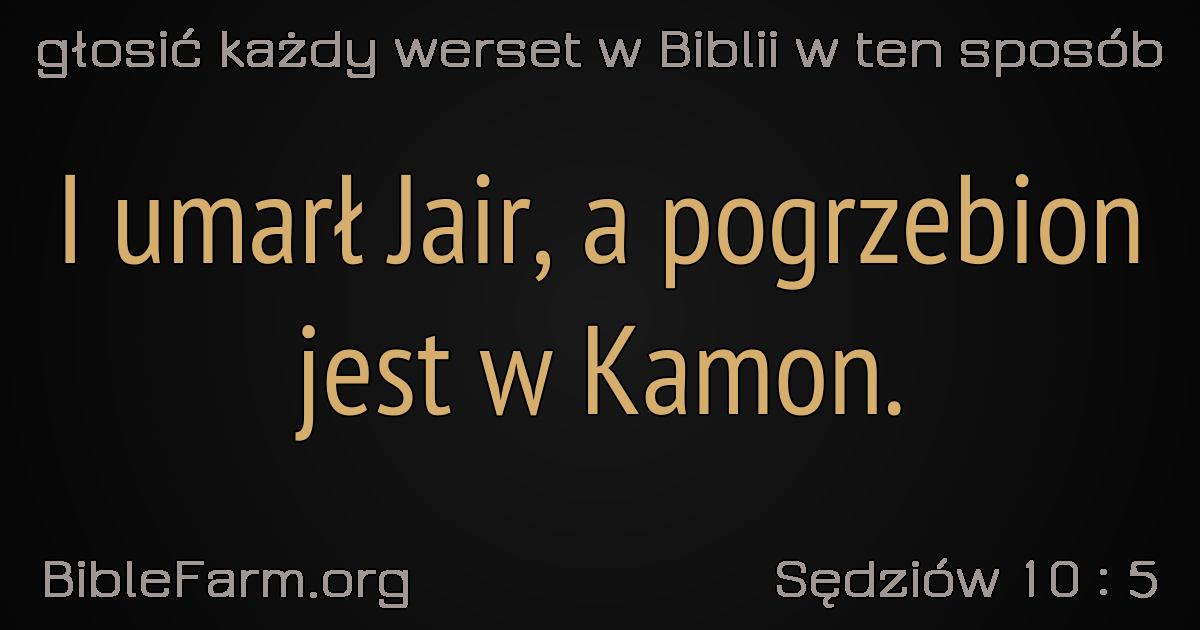 głosić każdy werset w Biblii w ten sposób
I umarł Jair, a pogrzebion
jest w Kamon.
BibleFarm.org
Sędziów 10 : 5